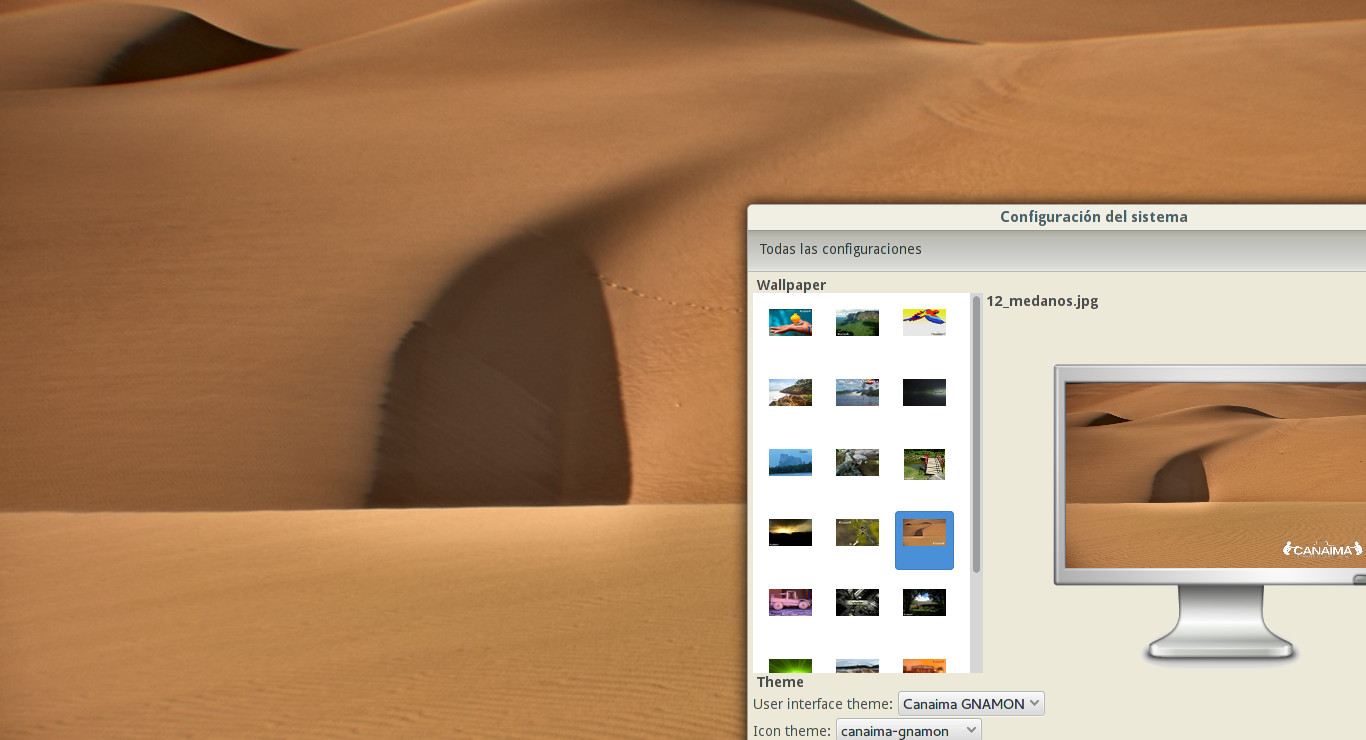 Configuración del sistema
Todas las configuraciones
Wallpaper
12_medanos.jpg
CANAIMA
Theme
User interface theme: Canaima GNAMON
Icon theme: canaima-gnamon